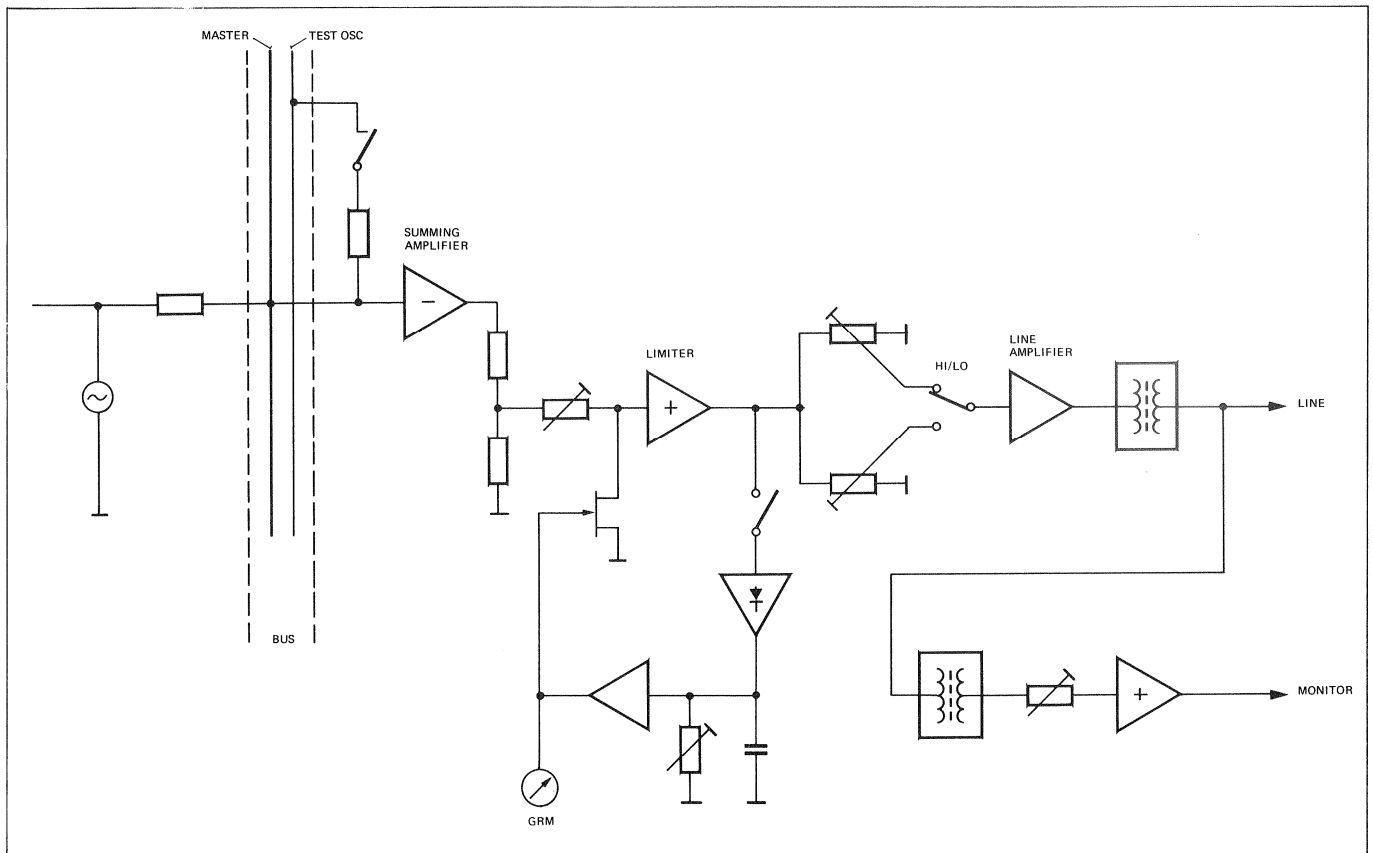 MASTER
TEST OSC
SUMMING
AMPLIFIER
LIMITER
HI/LO
LINE
AMPLIFIER
LINE
BUS
MONITOR
GRM